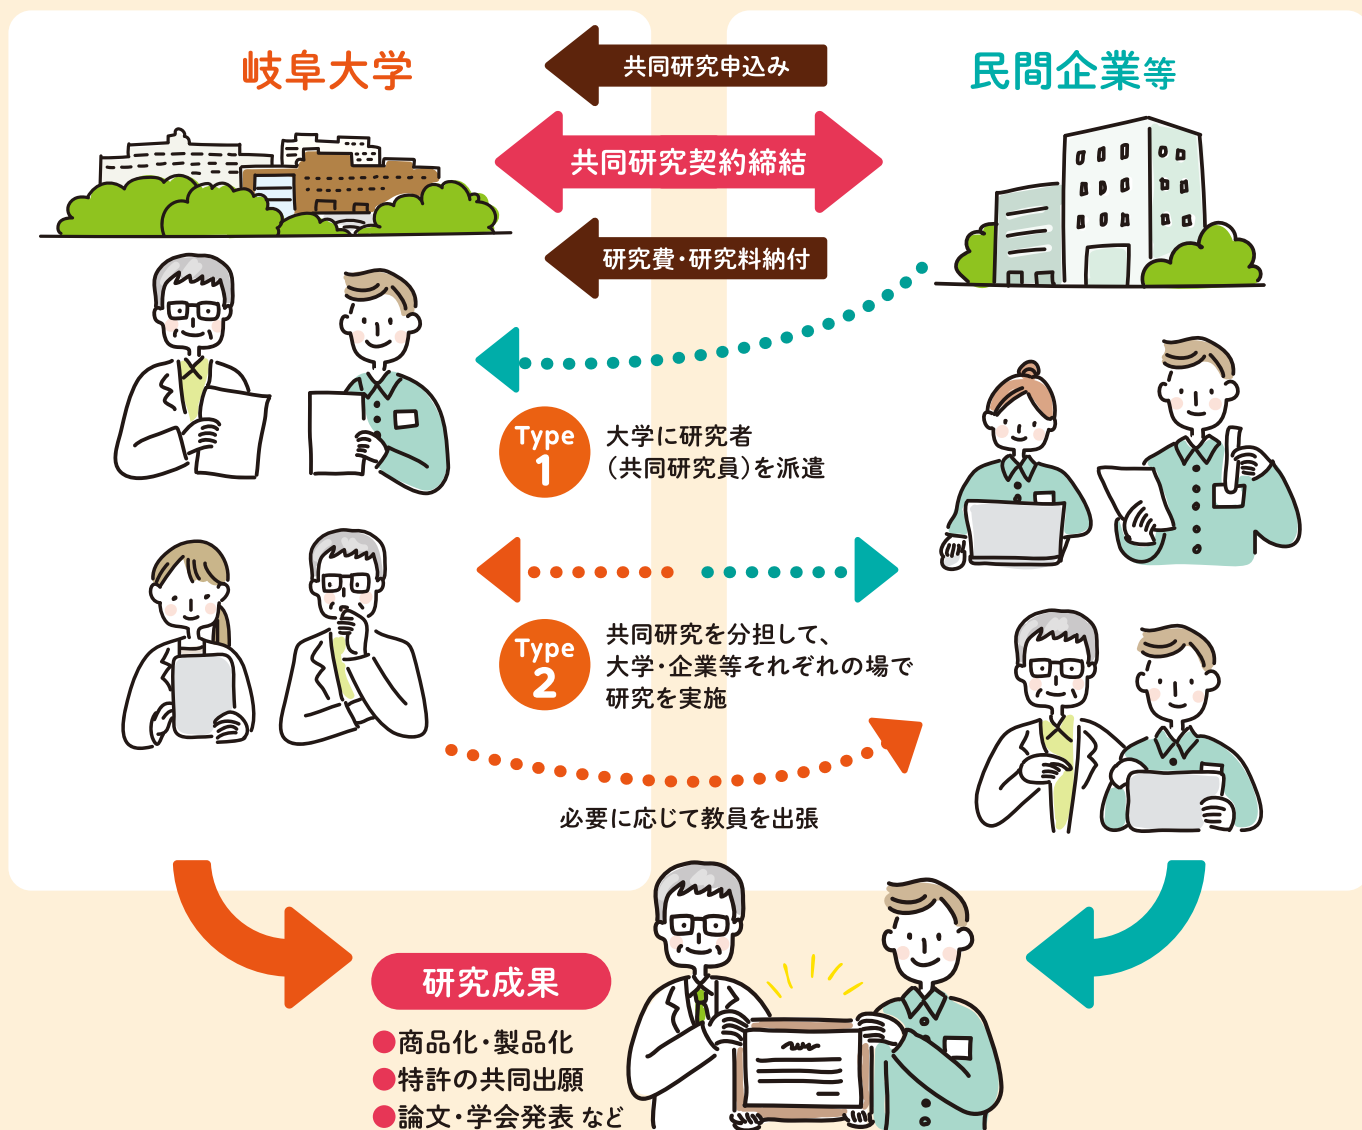 岐阜大学
共同研究申込み
民間企業等
共同研究契約締結
研究費・研究料納付
Type
1
大学に研究者
（共同研究員）を派遣
Type
2
共同研究を分担して、
大学・企業等それぞれの場で
研究を実施
必要に応じて教員を出張
研究成果
●商品化・製品化
●特許の共同出願
●論文・学会発表 など